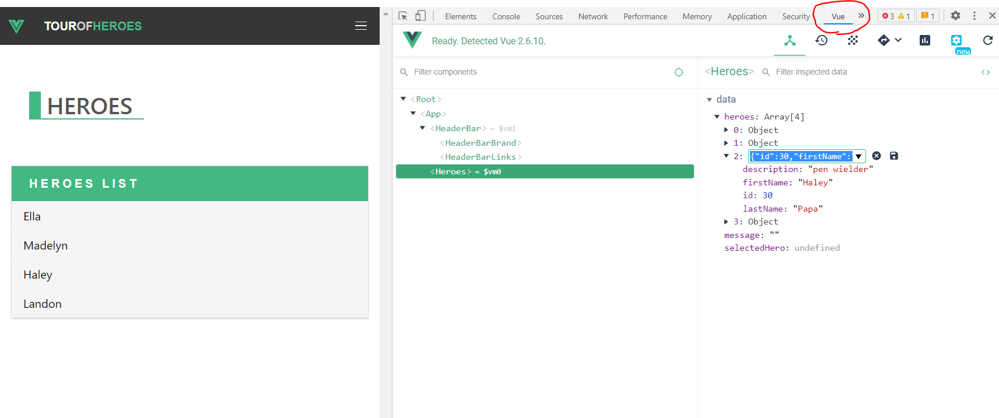 TOUROFHEROES
HEROES
HEROES LIST
Ella
Madelyn
Haley
Landon
Elements Console Sources Network Performance Memory Application Security Vue » 3 1 1
Ready. Detected Vue 2.6.10.
new
Filter components
<Root>
<App>
<HeaderBar> = $vm1
<HeaderBarBrand>
<HeaderBarLinks>
<Heroes> = $vm0
<Heroes> Filter inspected data <>
data
heroes: Array[4]
0: Object
1: Object
2: {"id":30,"firstName":
description: "pen wielder"
firstName: "Haley"
id: 30
lastName: "Papa"
3: Object
message: ""
selectedHero: undefined